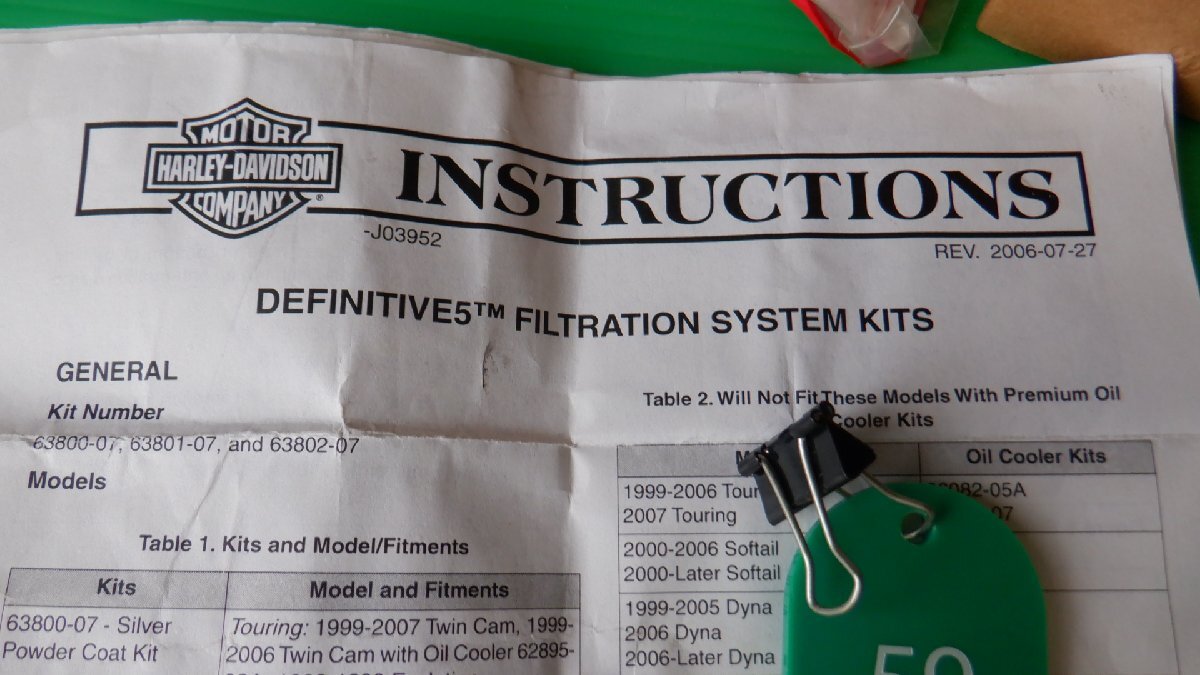 MOTOR
HARLEY-DAVIDSON
COMPANY
®
INSTRUCTIONS
-J03952
REV. 2006-07-27
DEFINITIVE5™ FILTRATION SYSTEM KITS
GENERAL
Kit Number
63800-07, 63801-07, and 63802-07
Models
Table 1. Kits and Model/Fitments
Kits Model and Fitments
63800-07 - Silver
Powder Coat Kit
Touring: 1999-2007 Twin Cam, 1999-
2006 Twin Cam with Oil Cooler 62895-
Table 2. Will Not Fit These Models With Premium Oil
Cooler Kits
Oil Cooler Kits
1999-2006
2007 Touring
2000-2006 Softail
2000-Later Softail
1999-2005 Dyna
2006 Dyna
2006-Later Dyna
59